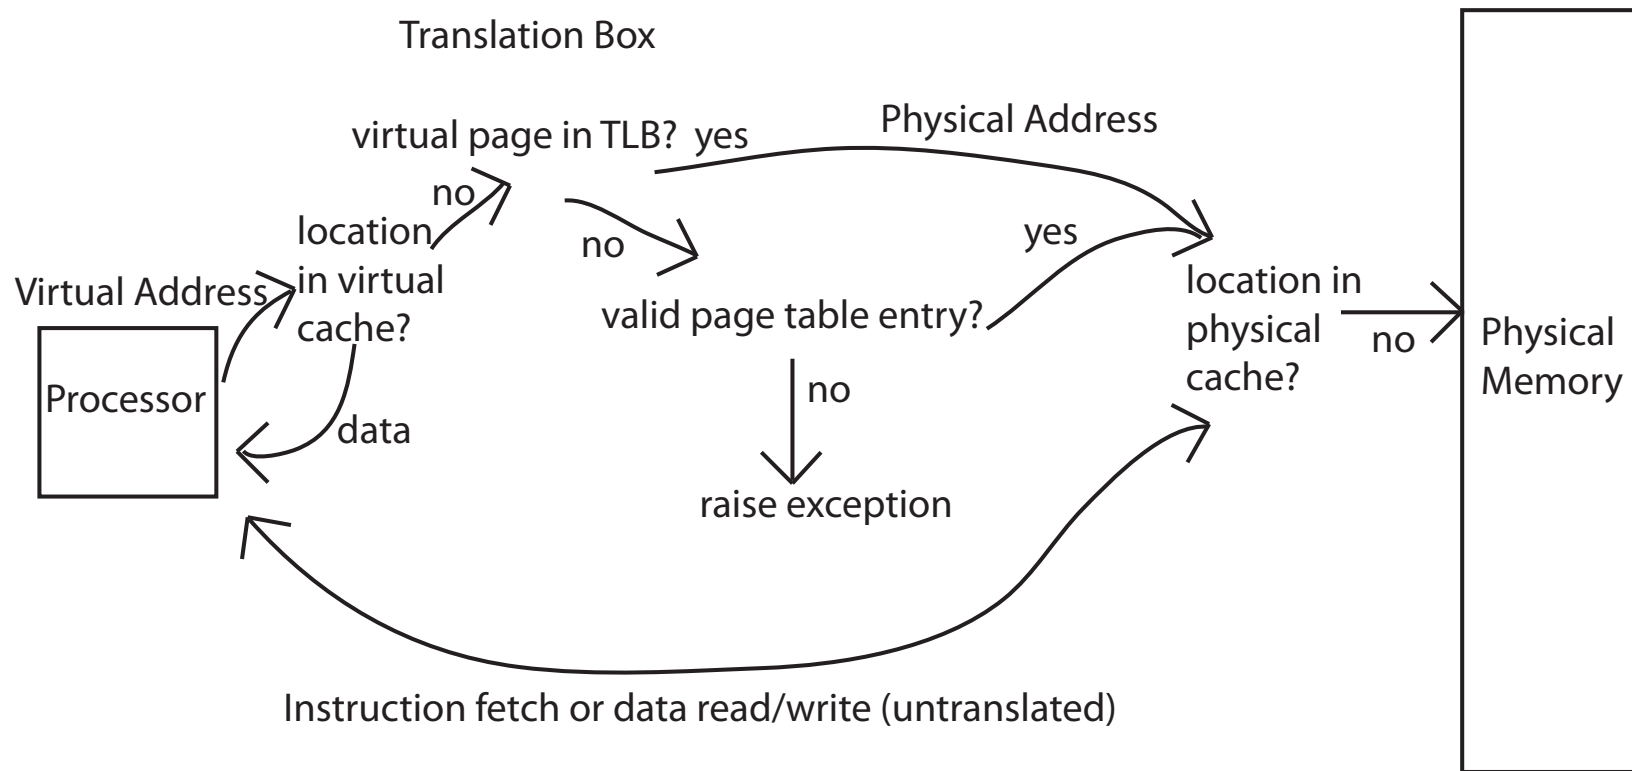 Translation Box
virtual page in TLB? yes
Physical Address
no
location
in virtual
cache?
no
yes
Virtual Address
valid page table entry?
location in
physical
cache?
no
Physical
Memory
Processor
data
no
raise exception
Instruction fetch or data read/write (untranslated)